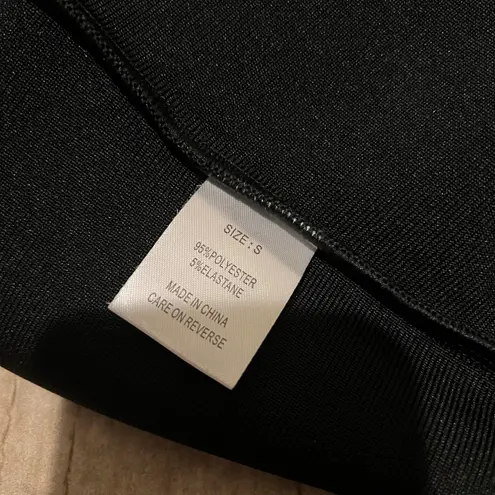 SIZE : S
95%POLYESTER
5%ELASTANE
MADE IN CHINA
CARE ON REVERSE